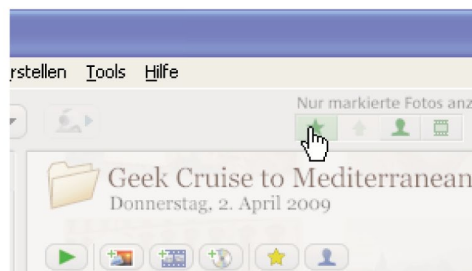 rstellen Tools Hilfe
Nur markierte Fotos anz
Geek Cruise to Mediterranean
Donnerstag, 2. April 2009